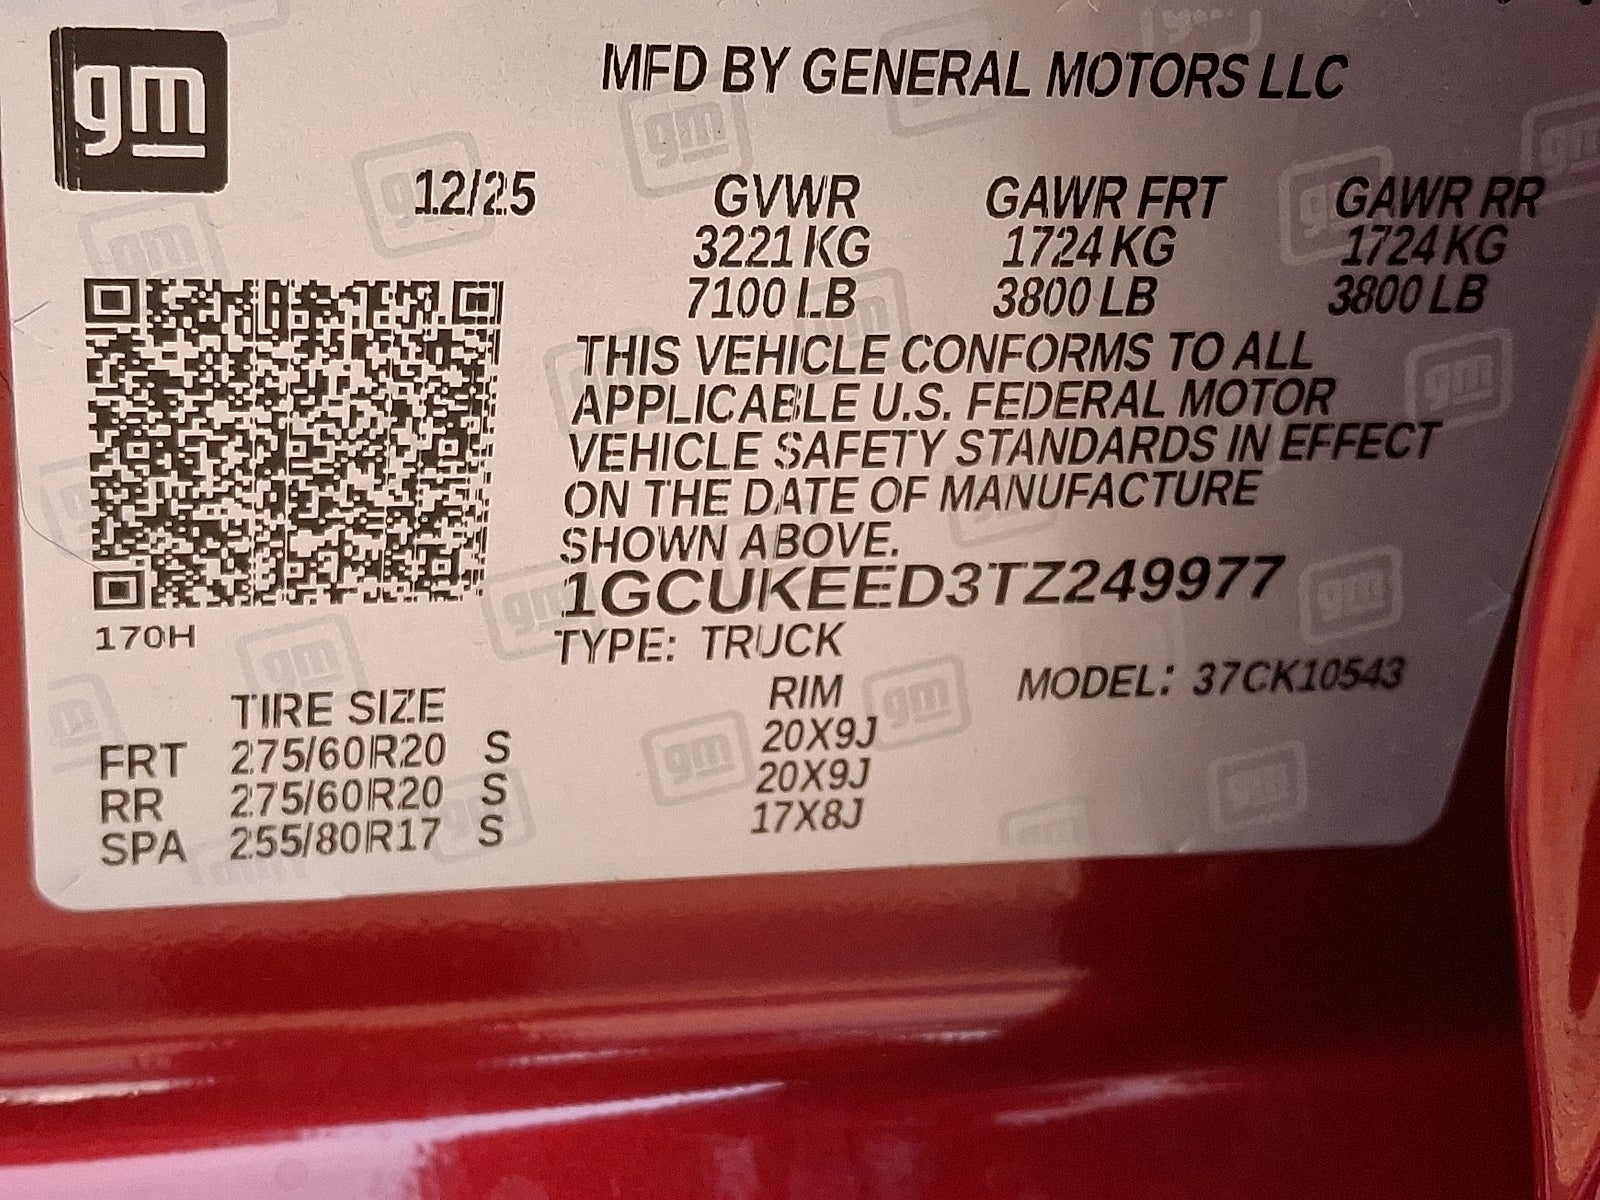 gm
MFD BY GENERAL MOTORS LLC
12/25 GVWR GAWR FRT GAWR RR
3221 KG 1724 KG 1724 KG
7100 LB 3800 LB 3800 LB
THIS VEHICLE CONFORMS TO ALL
APPLICABLE U.S. FEDERAL MOTOR
VEHICLE SAFETY STANDARDS IN EFFECT
ON THE DATE OF MANUFACTURE
SHOWN ABOVE.
1GCUKEED3TZ249977
170H
TYPE: TRUCK
MODEL: 37CK10543
TIRE SIZE RIM
FRT 275/60R20 S 20X9J
RR 275/60R20 S 20X9J
SPA 255/80R17 S 17X8J